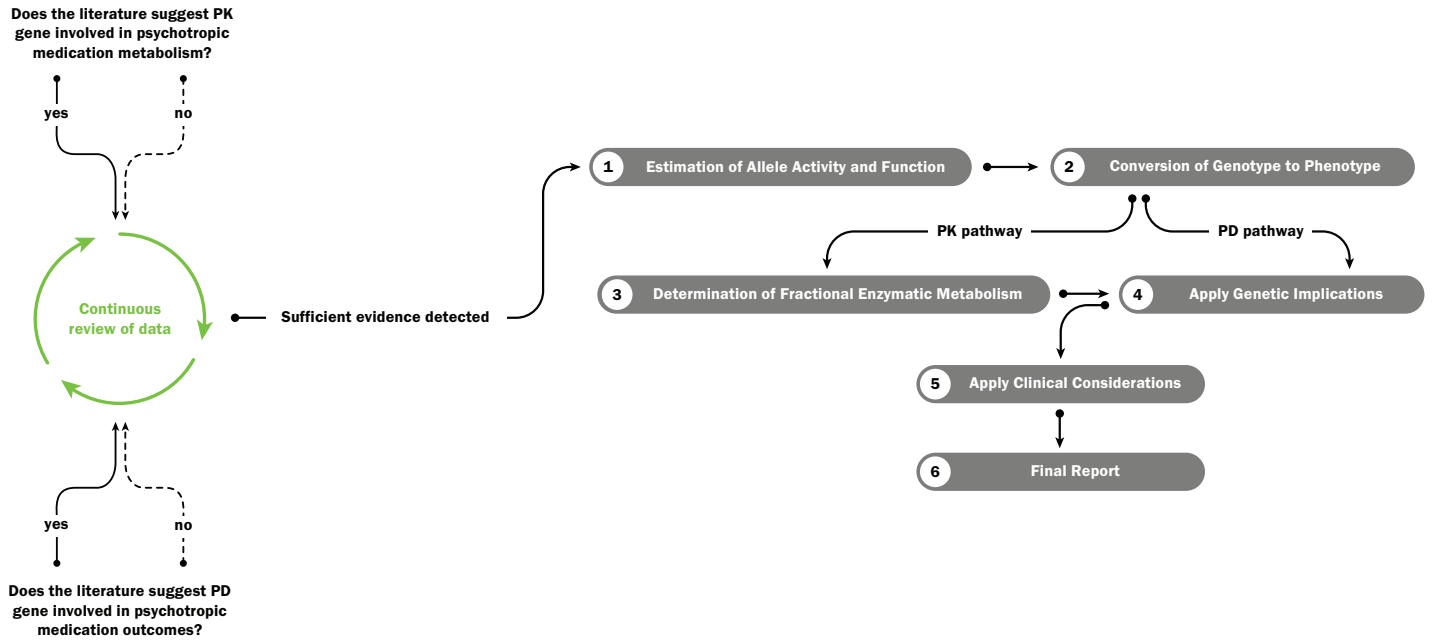 Does the literature suggest PK
gene involved in psychotropic
medication metabolism?
yes
no
Continuous
review of data
Sufficient evidence detected
yes
no
Does the literature suggest PD
gene involved in psychotropic
medication outcomes?
1 Estimation of Allele Activity and Function
2 Conversion of Genotype to Phenotype
PK pathway
PD pathway
3 Determination of Fractional Enzymatic Metabolism
4 Apply Genetic Implications
5 Apply Clinical Considerations
6 Final Report